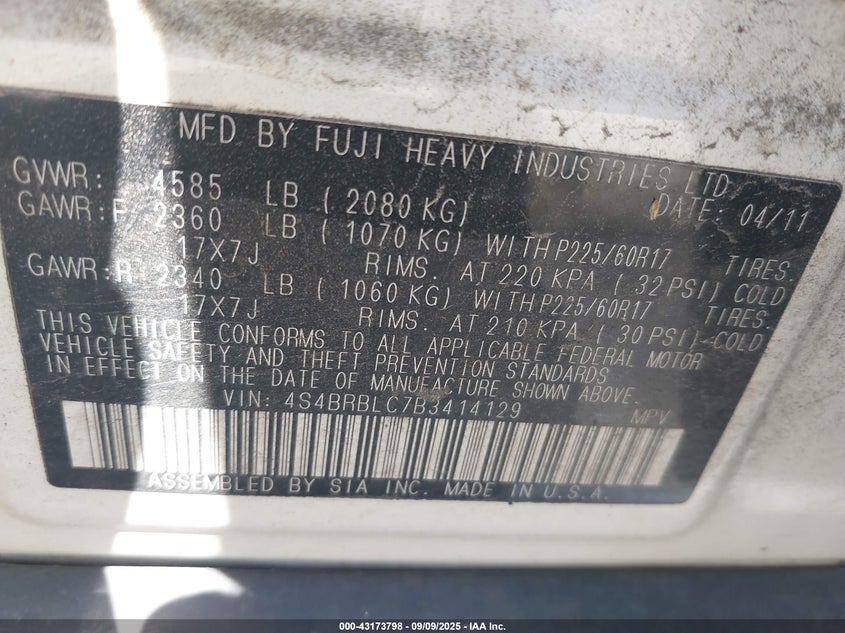 MFD BY FUJI HEAVY INDUSTRIES LTD
GVWR: 4585 LB ( 2080 KG) DATE: 04/11
GAWR:F 2360 LB ( 1070 KG) WITH P225/60R17 TIRES.
17X7J RIMS. AT 220 KPA ( 32 PSI) COLD
GAWR:R 2340 LB ( 1060 KG) WITH P225/60R17 TIRES.
17X7J RIMS. AT 210 KPA ( 30 PSI) COLD
THIS VEHICLE CONFORMS TO ALL APPLICABLE FEDERAL MOTOR
VEHICLE SAFETY AND THEFT PREVENTION STANDARDS
IN EFFECT ON THE DATE OF MANUFACTURE SHOWN ABOVE.
VIN: 4S4BRBLC7B3414129 MPV
ASSEMBLED BY SIA INC. MADE IN U.S.A.
000-43173798 - 09/09/2025 - IAA Inc.